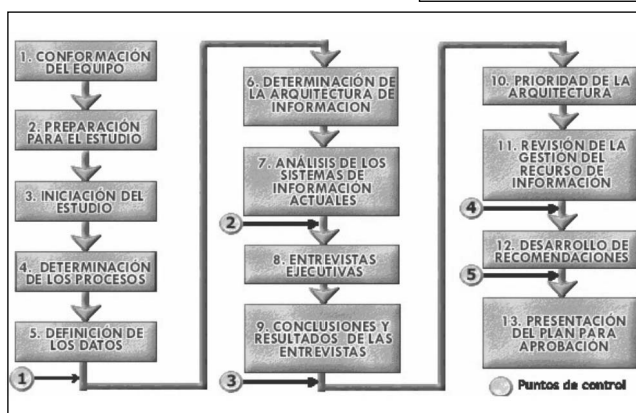 1. CONFORMACIÓN
DEL EQUIPO
2. PREPARACIÓN
PARA EL ESTUDIO
3. INICIACIÓN DEL
ESTUDIO
4. DETERMINACIÓN
DE LOS PROCESOS
5. DEFINICIÓN DE
LOS DATOS
1
6. DETERMINACIÓN DE
LA ARQUITECTURA DE
INFORMACION
7. ANÁLISIS DE LOS
SISTEMAS DE
INFORMACIÓN
ACTUALES
2
8. ENTREVISTAS
EJECUTIVAS
9. CONCLUSIONES Y
RESULTADOS DE LAS
ENTREVISTAS
3
10. PRIORIDAD DE LA
ARQUITECTURA
11. REVISIÓN DE LA
GESTIÓN DEL
RECURSO DE
INFORMACIÓN
4
12. DESARROLLO DE
RECOMENDACIONES
5
13. PRESENTACIÓN
DEL PLAN PARA
APROBACIÓN
Puntos de control